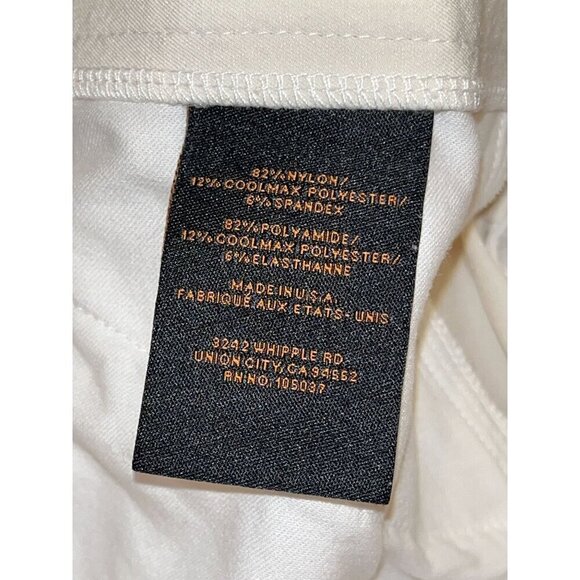 82% NYLON/
12% COOLMAX POLYESTER/
6% SPANDEX
82% POLYAMIDE/
12% COOLMAX POLYESTER/
6% ELASTHANNE
MADE IN U.S.A.
FABRIQUÉ AUX ETATS-UNIS
3242 WHIPPLE RD.
UNION CITY, CA 94552
RN NO. 105037